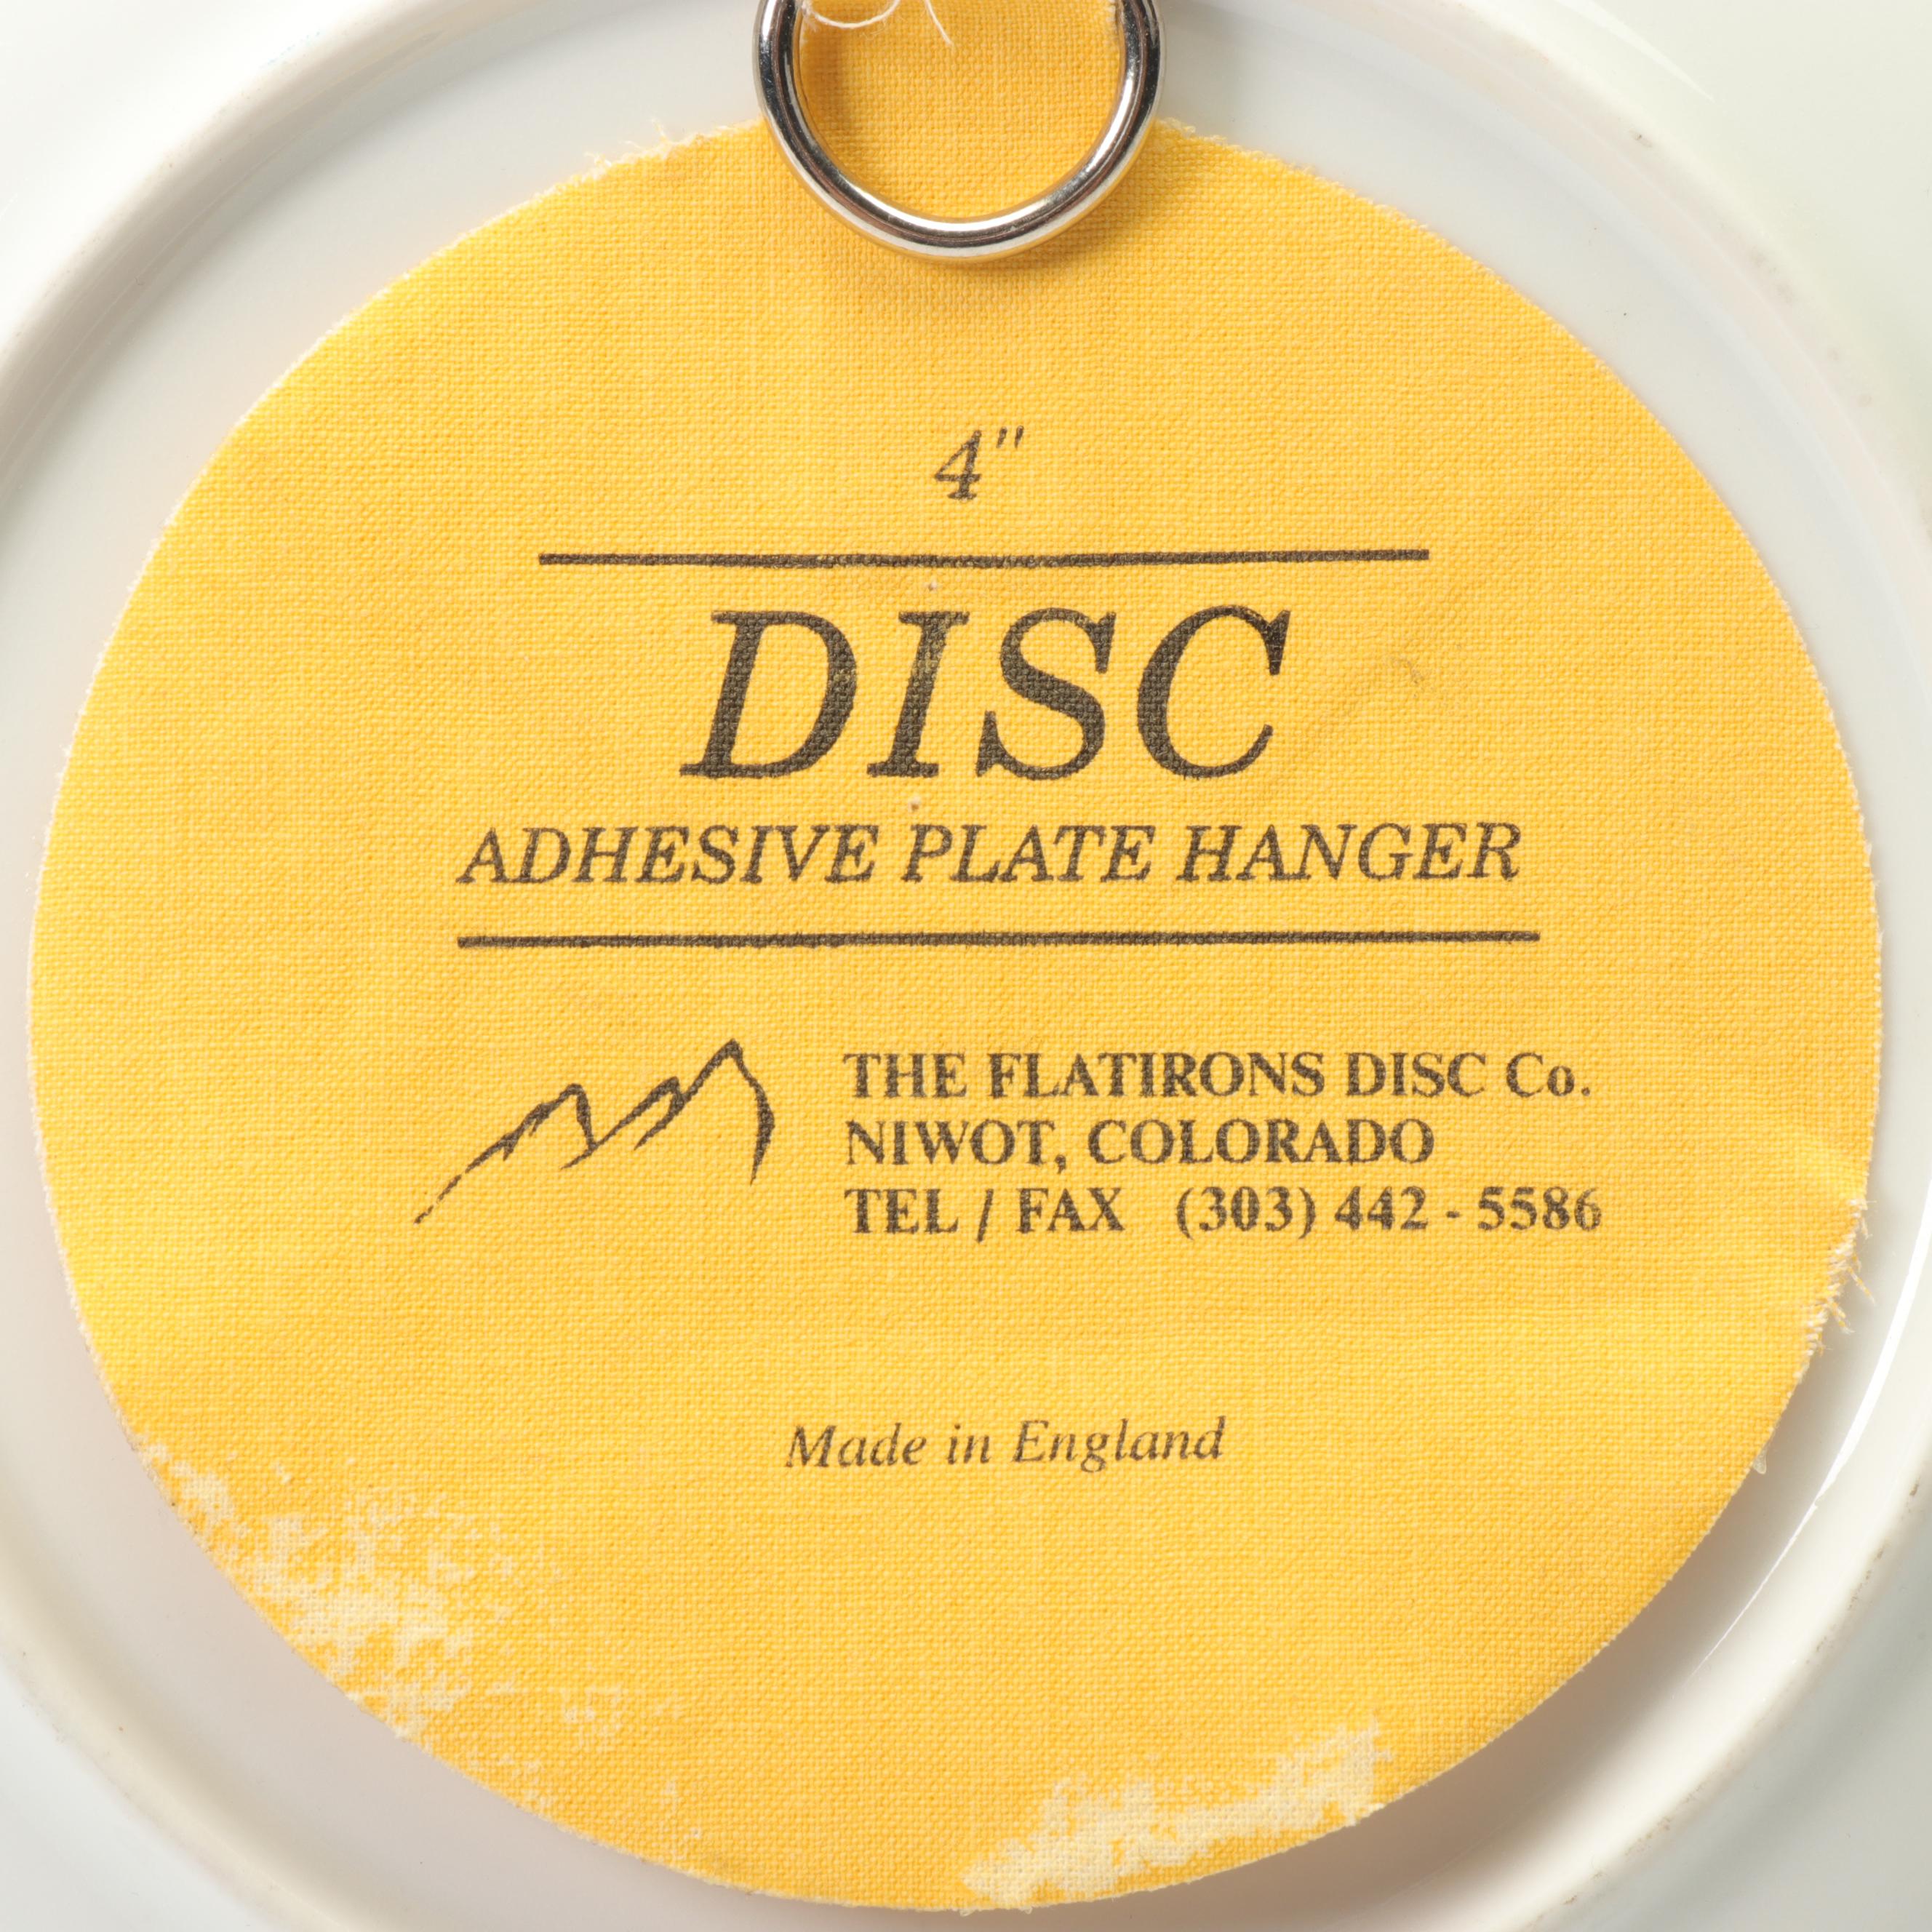 4"
DISC
ADHESIVE PLATE HANGER
THE FLATIRONS DISC Co.
NIWOT, COLORADO
TEL / FAX (303) 442 - 5586
Made in England